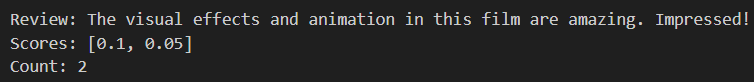 Review: The visual effects and animation in this film are amazing. Impressed!
Scores: [0.1, 0.05]
Count: 2